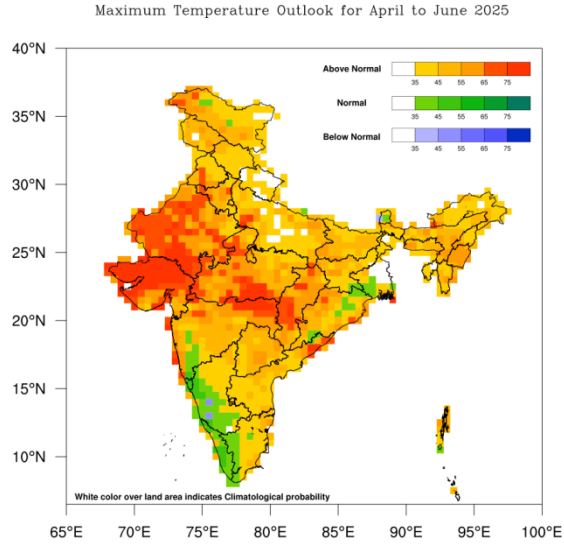 Maximum Temperature Outlook for April to June 2025
40°N
Above Normal
35 45 55 65 75
35°N
Normal
35 45 55 65 75
Below Normal
35 45 55 65 75
30°N
25°N
20°N
15°N
10°N
White color over land area indicates Climatological probability
65°E 70°E 75°E 80°E 85°E 90°E 95°E 100°E